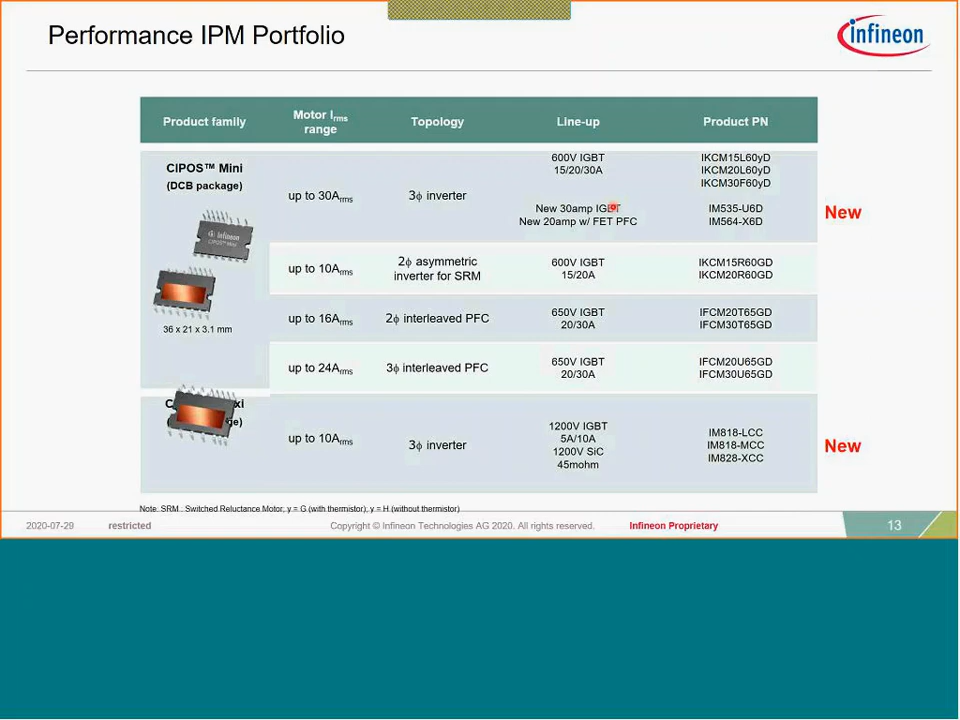 Performance IPM Portfolio
infineon
Product family
Motor Irms
range
Topology
Line-up
Product PN
CIPOS™ Mini
(DCB package)
Infineon
CIPOS™ Mini
36 x 21 x 3.1 mm
up to 30Arms
3ϕ inverter
600V IGBT
15/20/30A
New 30amp IGBT
New 20amp w/ FET PFC
IKCM15L60yD
IKCM20L60yD
IKCM30F60yD
IM535-U6D
IM564-X6D
New
up to 10Arms
2ϕ asymmetric
inverter for SRM
600V IGBT
15/20A
IKCM15R60GD
IKCM20R60GD
up to 16Arms
2ϕ interleaved PFC
650V IGBT
20/30A
IFCM20T65GD
IFCM30T65GD
up to 24Arms
3ϕ interleaved PFC
650V IGBT
20/30A
IFCM20U65GD
IFCM30U65GD
up to 10Arms
3ϕ inverter
1200V IGBT
5A/10A
1200V SiC
45mohm
IM818-LCC
IM818-MCC
IM828-XCC
New
Note. SRM : Switched Reluctance Motor, y = G (with thermistor), y = H (without thermistor)
2020-07-29 restricted Copyright © Infineon Technologies AG 2020. All rights reserved. Infineon Proprietary 13